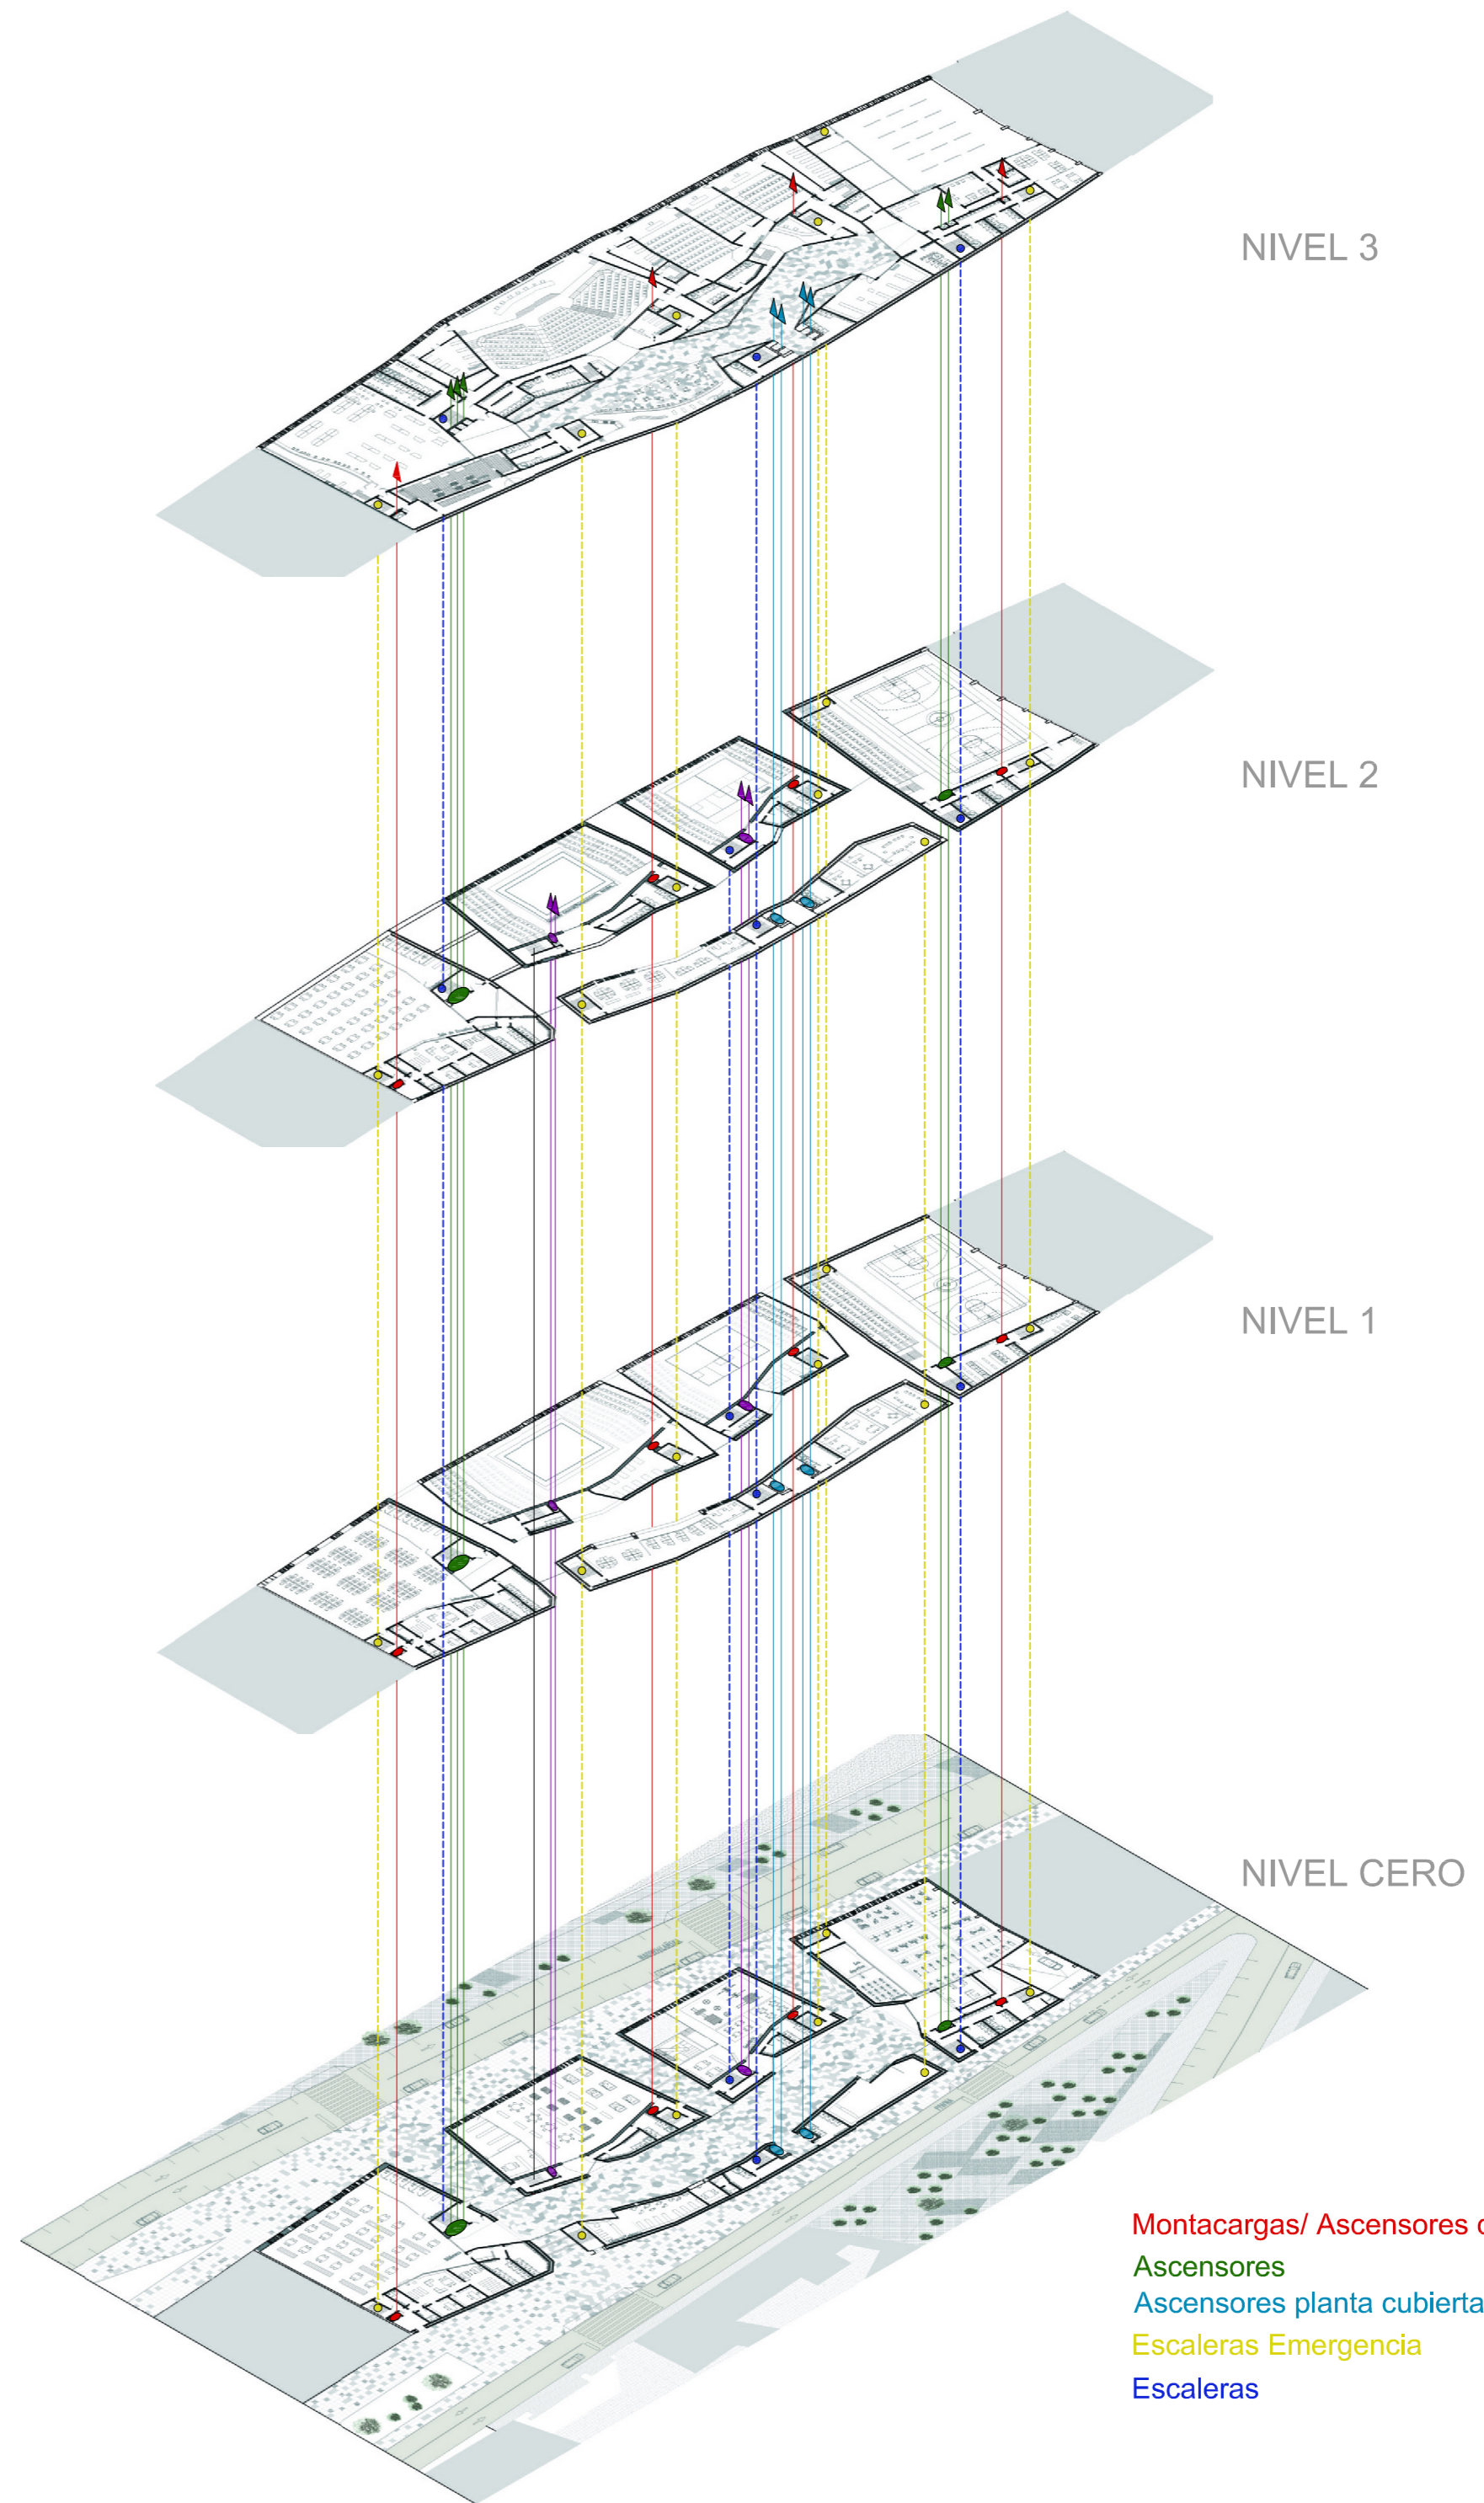 NIVEL 3
NIVEL 2
NIVEL 1
NIVEL CERO
Montacargas/ Ascensores
Ascensores
Ascensores planta cubierta
Escaleras Emergencia
Escaleras